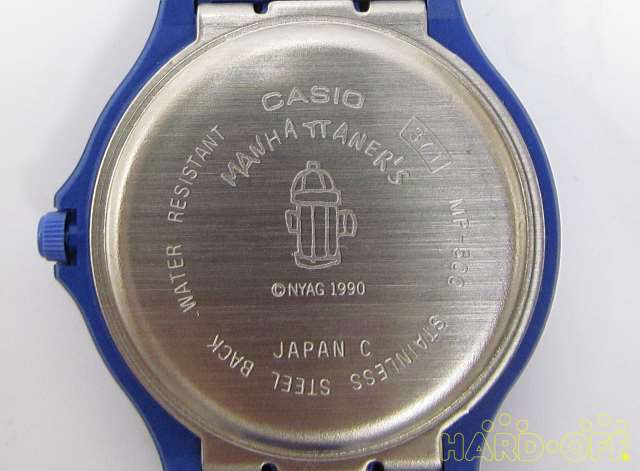 CASIO
MANHATTANER'S
©NYAG 1990
JAPAN C
WATER RESISTANT
STAINLESS STEEL BACK
HARD·OFF